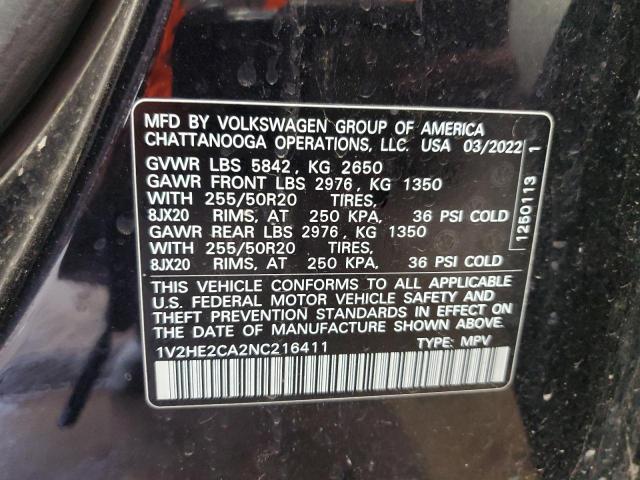 MFD BY VOLKSWAGEN GROUP OF AMERICA
CHATTANOOGA OPERATIONS, LLC. USA 03/2022
GVWR LBS 5842, KG 2650
GAWR FRONT LBS 2976, KG 1350
WITH 255/50R20 TIRES,
8JX20 RIMS, AT 250 KPA, 36 PSI COLD
GAWR REAR LBS 2976, KG 1350
WITH 255/50R20 TIRES,
8JX20 RIMS, AT 250 KPA, 36 PSI COLD
1250113 1
THIS VEHICLE CONFORMS TO ALL APPLICABLE
U.S. FEDERAL MOTOR VEHICLE SAFETY AND
THEFT PREVENTION STANDARDS IN EFFECT ON
THE DATE OF MANUFACTURE SHOWN ABOVE.
1V2HE2CA2NC216411 TYPE: MPV